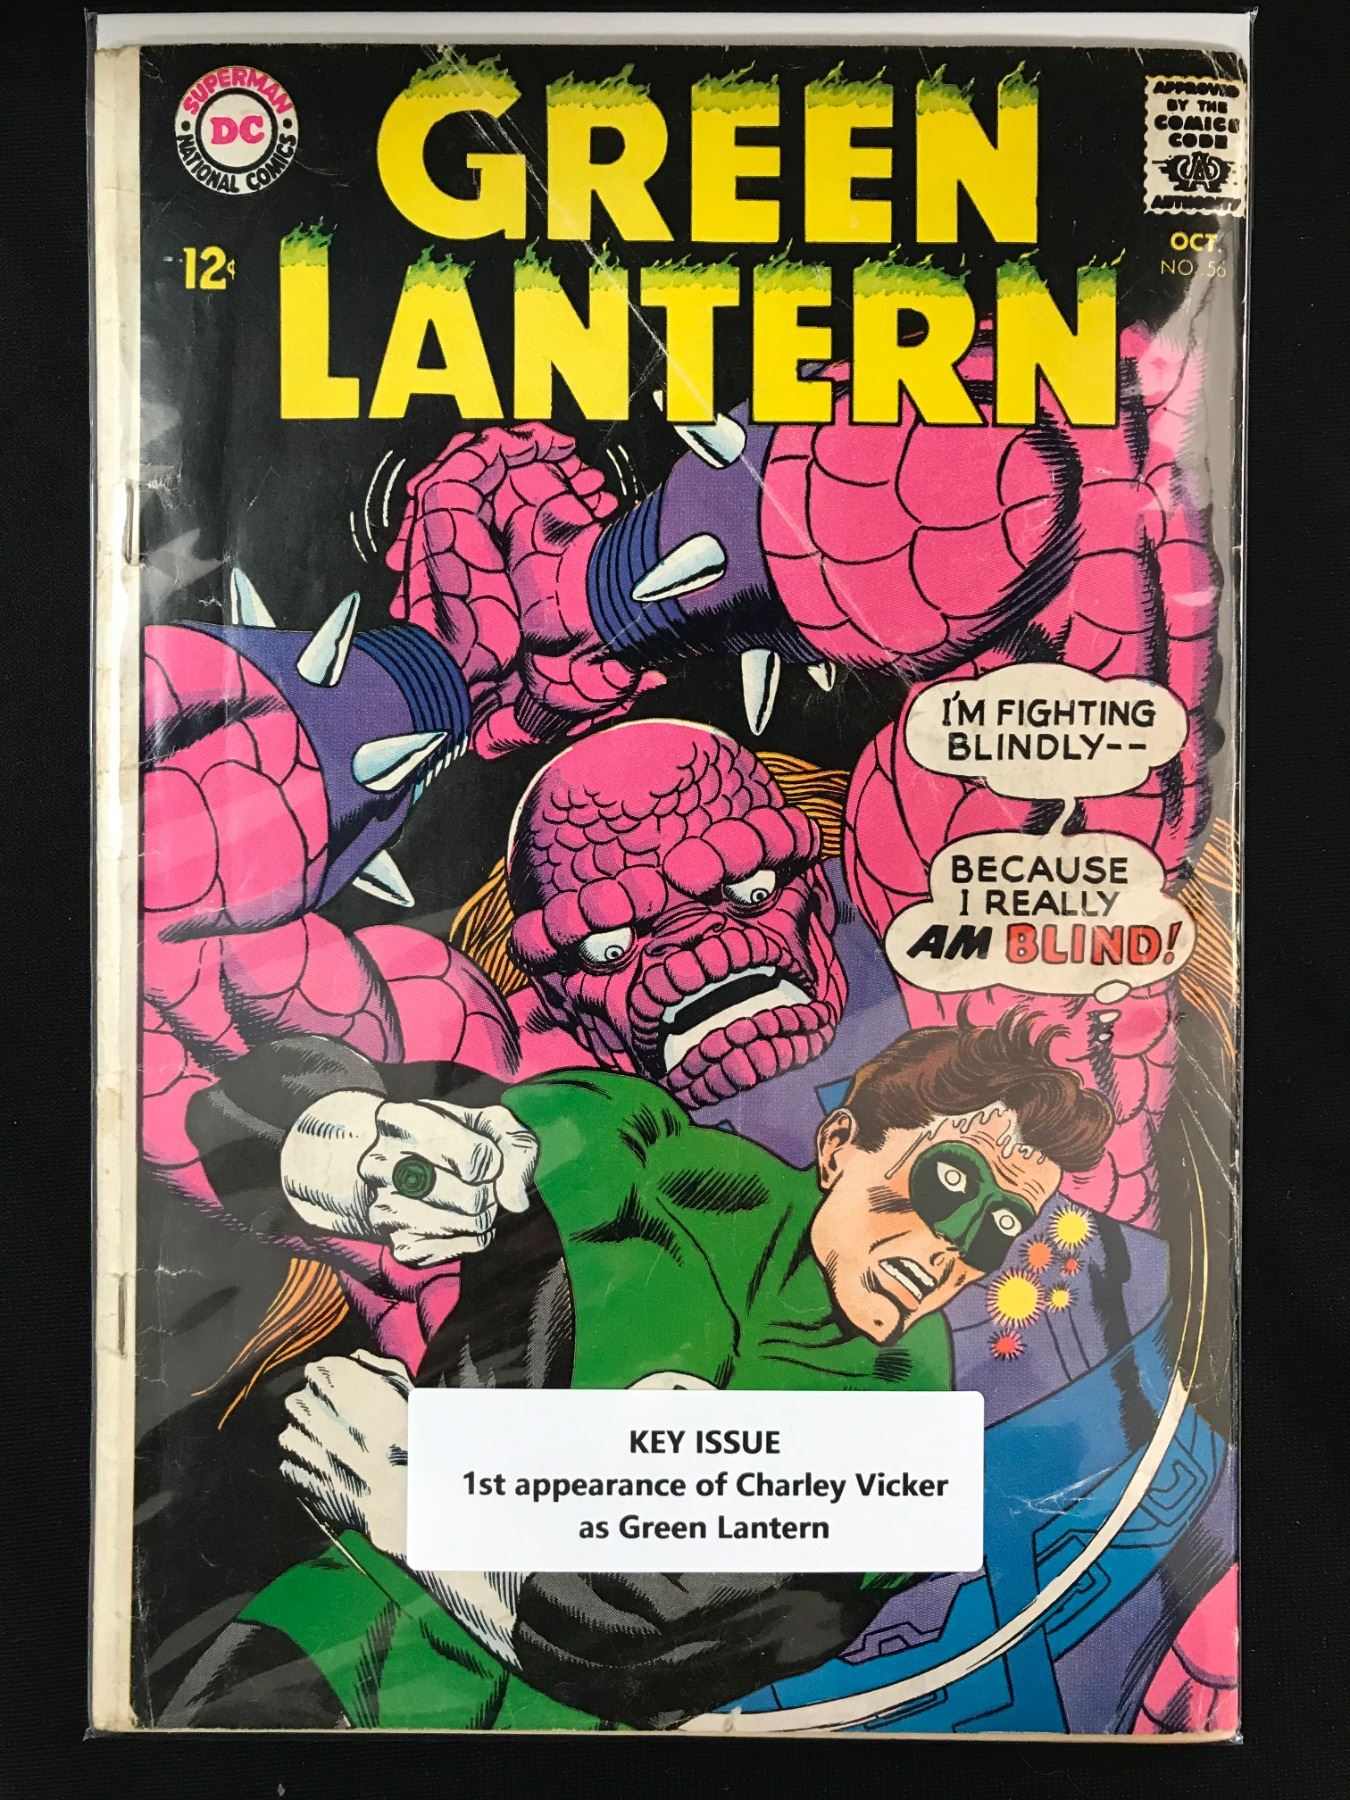 SUPERMAN
DC
NATIONAL COMICS
GREEN
LANTERN
APPROVED
BY THE
COMICS
CODE
AUTHORITY
12¢
OCT.
NO. 56
I'M FIGHTING
BLINDLY--
BECAUSE
I REALLY
AM BLIND!
KEY ISSUE
1st appearance of Charley Vicker
as Green Lantern